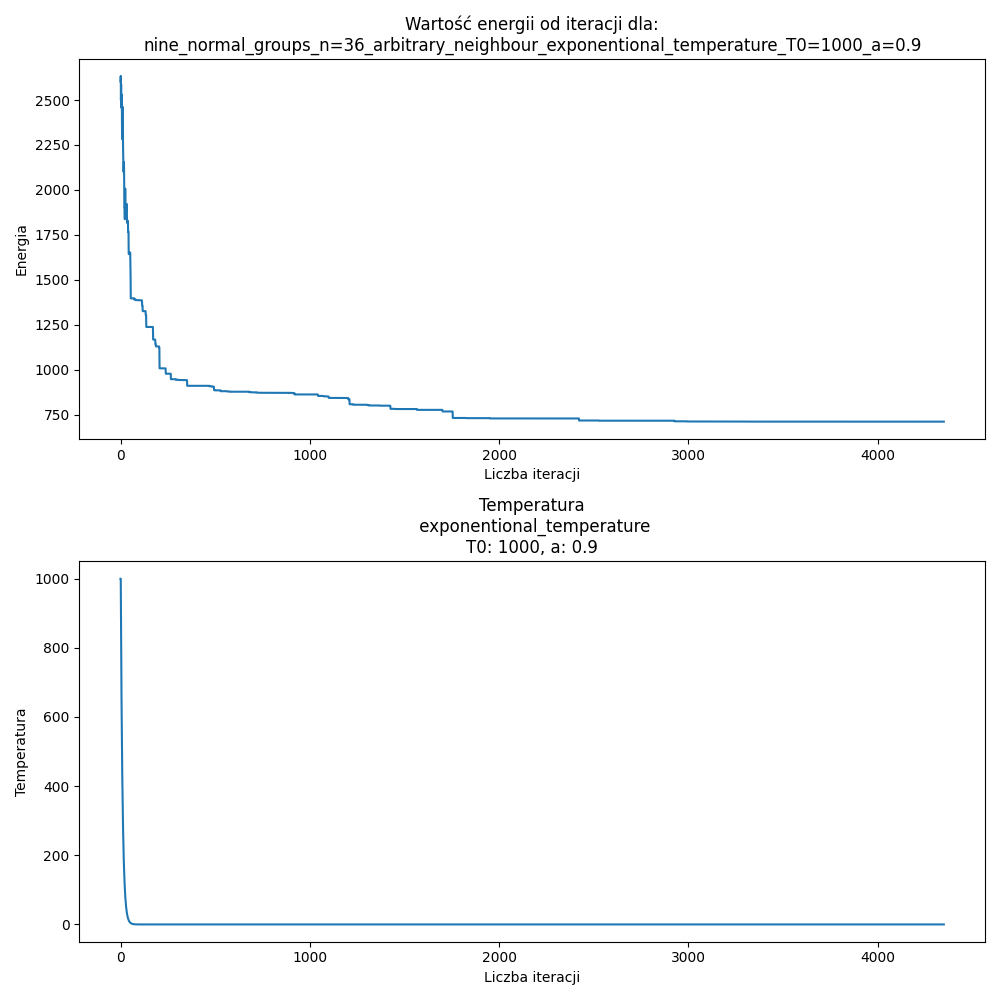 Wartość energii od iteracji dla:
nine_normal_groups_n=36_arbitrary_neighbour_exponentional_temperature_T0=1000_a=0.9
2500
2250
2000
1750
1500
1250
1000
750
Energia
0 1000 2000 3000 4000
Liczba iteracji
Temperatura
exponentional_temperature
T0: 1000, a: 0.9
1000
800
600
400
200
0
Temperatura
0 1000 2000 3000 4000
Liczba iteracji